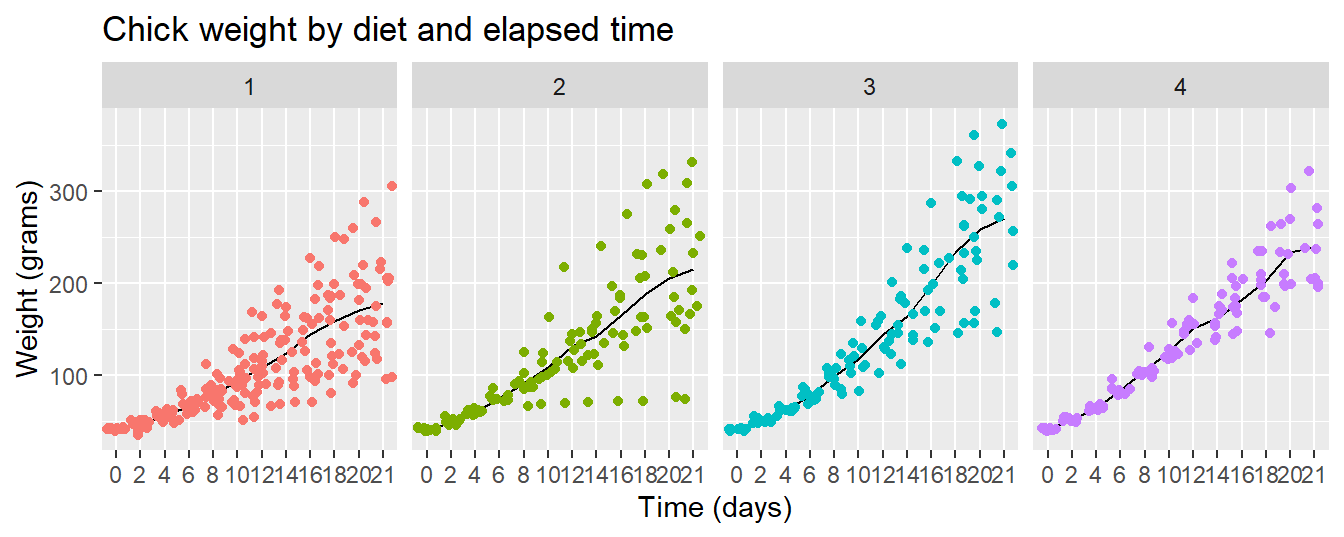 Chick weight by diet and elapsed time
1 2 3 4
Weight (grams)
300
200
100
0 2 4 6 8 10 12 14 16 18 20 21 0 2 4 6 8 10 12 14 16 18 20 21 0 2 4 6 8 10 12 14 16 18 20 21 0 2 4 6 8 10 12 14 16 18 20 21
Time (days)